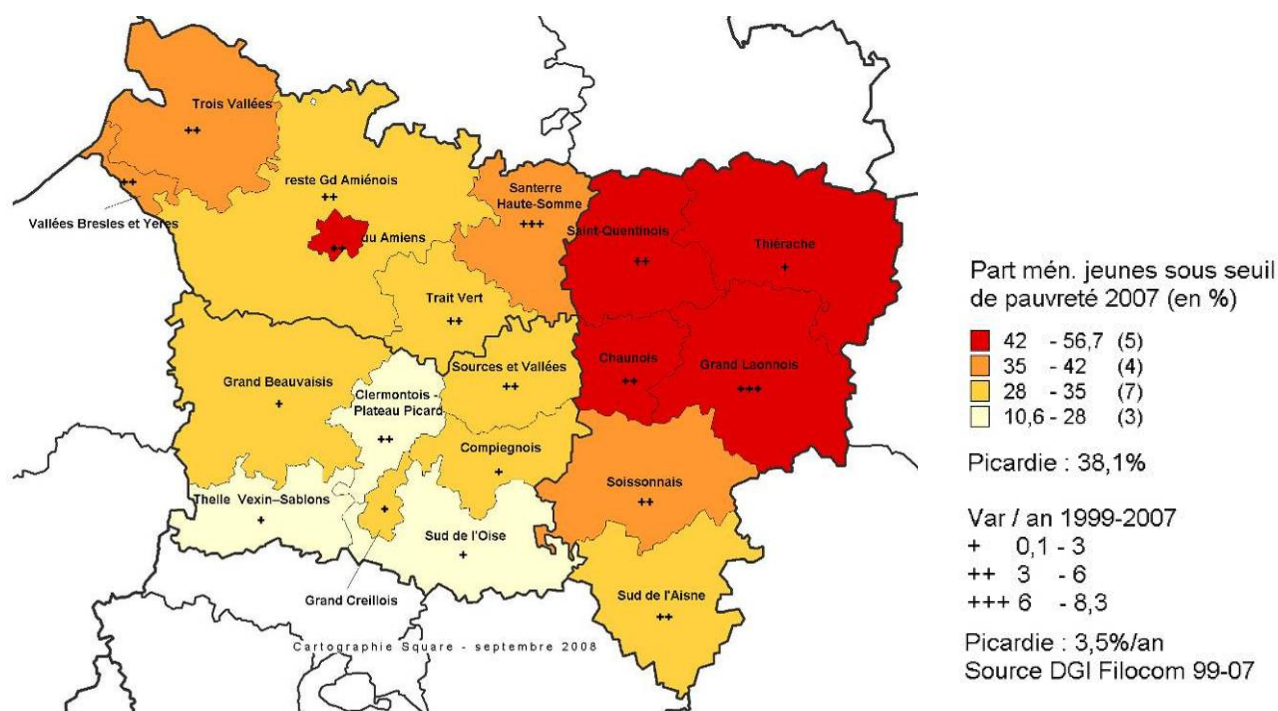 Trois Vallées
++
reste Gd Amiénois
++
Santerre
Haute-Somme
+++
++
Vallées Bresles et Yeres
du Amiens
++
Saint-Quentinois
++
Thiérache
+
Trait Vert
++
Chaunois
++
Grand Laonnois
+++
Sources et Vallées
++
Grand Beauvaisis
+
Clermontois -
Plateau Picard
++
Compiegnois
+
Soissonnais
++
Thelle Vexin–Sablons
+
+
Sud de l'Oise
+
Grand Creillois
Sud de l'Aisne
++
Cartographie Square - septembre 2008
Part mén. jeunes sous seuil
de pauvreté 2007 (en %)
42 - 56,7 (5)
35 - 42 (4)
28 - 35 (7)
10,6 - 28 (3)
Picardie : 38,1%
Var / an 1999-2007
+ 0,1 - 3
++ 3 - 6
+++ 6 - 8,3
Picardie : 3,5%/an
Source DGI Filocom 99-07